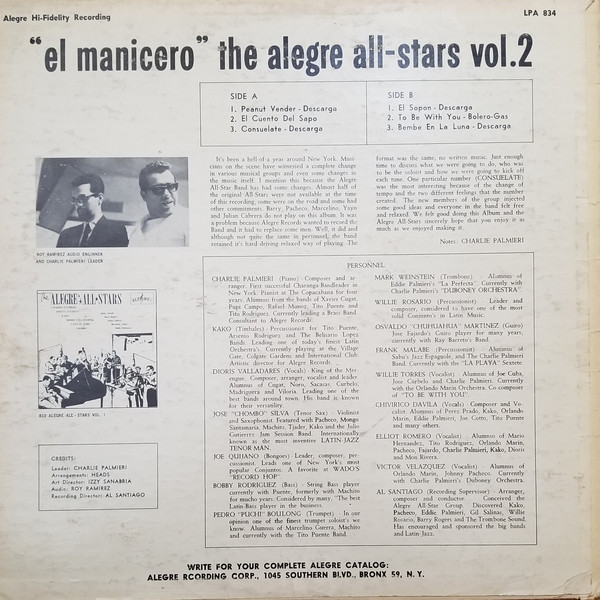 Alegre Hi-Fidelity Recording
LPA 834
"el manicero" the alegre all-stars vol.2
SIDE A
1. Peanut Vender - Descarga
2. El Cuento Del Sapo
3. Consuelate - Descarga
SIDE B
1. El Sopon - Descarga
2. To Be With You - Bolero-Gas
3. Bembe En La Luna - Descarga
It's been a hell of a year around New York. Musi-
cians on the scene have witnessed a complete change
in various musical groups and even some changes in
the music itself. I mention this because the Alegre
All-Star Band has had some changes. Almost half of
the original All-Stars were not available at the time
of this recording; some were on the road and some had
other commitments. Barry, Pacheco, Marcelino, Yayo
and Julian Cabrera do not play on this album. It was
a problem because Alegre Records wanted to record the
Band and it had to replace some men. Well, it did and
although not quite the same in personnel, the band
retained it's hard driving relaxed way of playing. The
format was the same, no written music. Just enough
time to discuss what we were going to do, who was
to be the soloist and how we were going to kick off
each tune. One particular number (CONSUELATE)
was the most interesting because of the change of
tempo and the two different feelings that the number
created. The new members of the group injected
some good ideas and everyone in the band felt free
and relaxed. We felt good doing this Album and the
Alegre All-Stars sincerely hope that you enjoy it as
much as we enjoyed making it.
Notes: CHARLIE PALMIERI
ROY RAMIREZ AUDIO ENGINNER
AND CHARLIE PALMIERI LEADER
The ALEGRE ALL-STARS
810 ALEGRE ALL-STARS VOL. 1
CREDITS:
Leader: CHARLIE PALMIERI
Arrangements: HEADS
Art Director: IZZY SANABRIA
Audio: ROY RAMIREZ
Recording Director: AL SANTIAGO
PERSONNEL
CHARLIE PALMIERI (Piano) - Composer and ar-
ranger. First successful Charanga Bandleader in
New York. Pianist at The Copacabana for four
years. Alumnus from the bands of Xavier Cugat,
Pupi Campo, Rafael Munoz, Tito Puente and
Tito Rodriguez. Currently leading a Brass Band.
Consultant to Alegre Records.
KAKO (Timbales) - Percussionist for Tito Puente,
Arsenio Rodriguez and The Belisario Lopez
Bands. Leading one of today's finest Latin
Orchestra's. Currently playing at the Village
Gate, Colgate Gardens and International Club.
Artistic director for Alegre Records.
DIORIS VALLADARES (Vocals) - King of the Mer-
engue. Composer, arranger, vocalist and leader.
Alumnus of Cugat, Noro, Sacasas, Curbelo,
Madriguera and Viloria. Leading one of the
best bands around town. His band is known
for their versatility.
JOSE "CHOMBO" SILVA (Tenor Sax) - Violinist
and Saxophonist. Featured with Pacheco, Mongo
Santamaria, Machito, Tjader, Kako and the Julio
Gutierrez Jam Session Band. Internationally
known as the most inventive LATIN-JAZZ
TENOR MAN.
JOE QUIJANO (Bongoes) - Leader, composer, per-
cussionist. Leads one of New York's most
popular Conjuntos. A favorite at WADO'S
"RECORD HOP"
BOBBY RODRIGUEZ (Bass) - String Bass player
currently with Puente, formerly with Machito
for mucho years. Considered by many, "The best
Latin-Bass player in the business.
PEDRO "PUCHI" BOULONG (Trumpet) - In our
opinion one of the finest trumpet soloist's we
know. Alumnus of Marcelino Guerra, Machito
and currently with the Tito Puente Band.
MARK WEINSTEIN (Trombone) - Alumnus of
Eddie Palmieri's "La Perfecta". Currently with
Charlie Palmieri's "DUBONEY ORCHESTRA"
WILLIE ROSARIO (Percussionist) - Leader and
composer, considered to have one of the most
solid Conjunto's in Latin Music.
OSVALDO "CHUHUAHUA" MARTINEZ (Guiro)
Jose Fajardo's Guiro player for many years,
currently with Ray Barreto's Band.
FRANK MALABE (Percussionist) - Alumnus of
Sabu's Jazz Espagnole, and The Charlie Palmieri
Band. Currently with the "LA PLAYA" Sextette.
WILLIE TORRES (Vocalist) Alumnus of Joe Cuba,
Jose Curbelo and Charlie Palmieri. Currently
with the Orlando Marin Orchestra. Co-composer
of "TO BE WITH YOU"
CHIVIRICO DAVILA (Vocals) Composer and Vo-
calist. Alumnus of Perez Prado, Kako, Orlando
Marin, Eddie Palmieri, Joe Cotto, Tito Puente
and many others.
ELLIOT ROMERO (Vocalist) - Alumnus of Mario
Hernandez, Tito Rodriguez, Orlando Marin,
Pacheco, Fajardo, Charlie Palmieri, Kako, Dioris
and Mon Rivera.
VICTOR VELAZQUEZ (Vocalist) - Alumnus of
Orlando Marin, Johnny Pacheco. Currently
with Charlie Palmieri's Duboney Orchestra.
AL SANTIAGO (Recording Supervisor) - Arranger,
composer and conductor. Conceived the
Alegre All-Star Group. Discovered Kako,
Pacheco, Eddie Palmieri, Gil Salinas, Willie
Rosario, Barry Rogers and The Trombone Sound.
Has encouraged and sponsored the big bands
and Latin-Jazz.
WRITE FOR YOUR COMPLETE ALEGRE CATALOG:
ALEGRE RCORDING CORP., 1045 SOUTHERN BLVD., BRONX 59, N. Y.